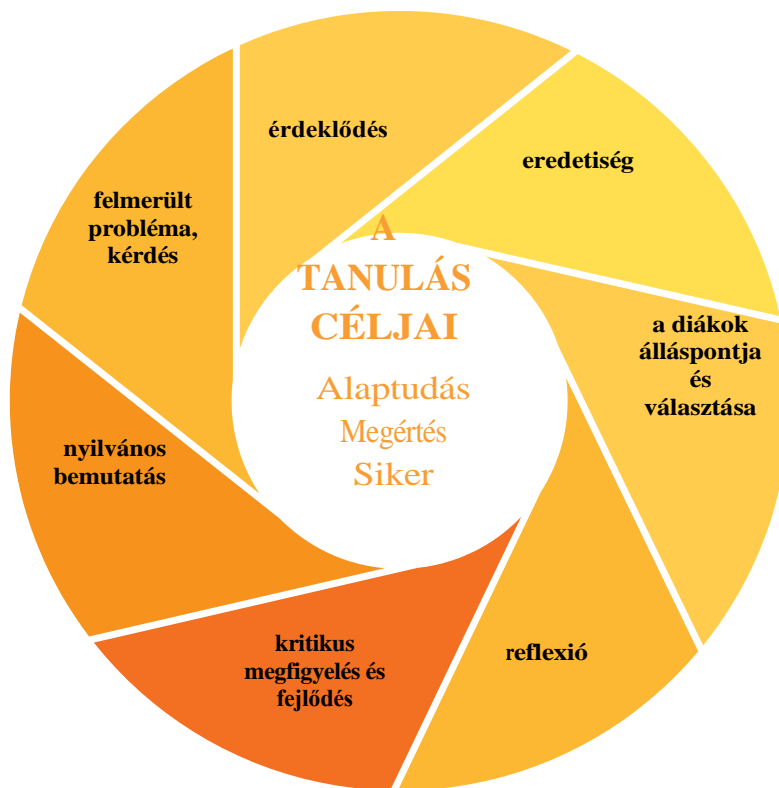 érdeklődés
eredetiség
a diákok
álláspontja
és
választása
reflexió
kritikus
megfigyelés és
fejlődés
nyilvános
bemutatás
felmerült
probléma,
kérdés
A
TANULÁS
CÉLJAI
Alaptudás
Megértés
Siker